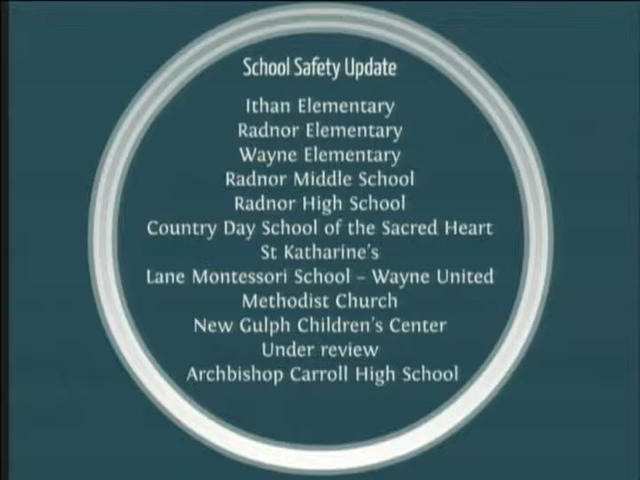 School Safety Update
Ithan Elementary
Radnor Elementary
Wayne Elementary
Radnor Middle School
Radnor High School
Country Day School of the Sacred Heart
St Katharine's
Lane Montessori School – Wayne United
Methodist Church
New Gulph Children's Center
Under review
Archbishop Carroll High School